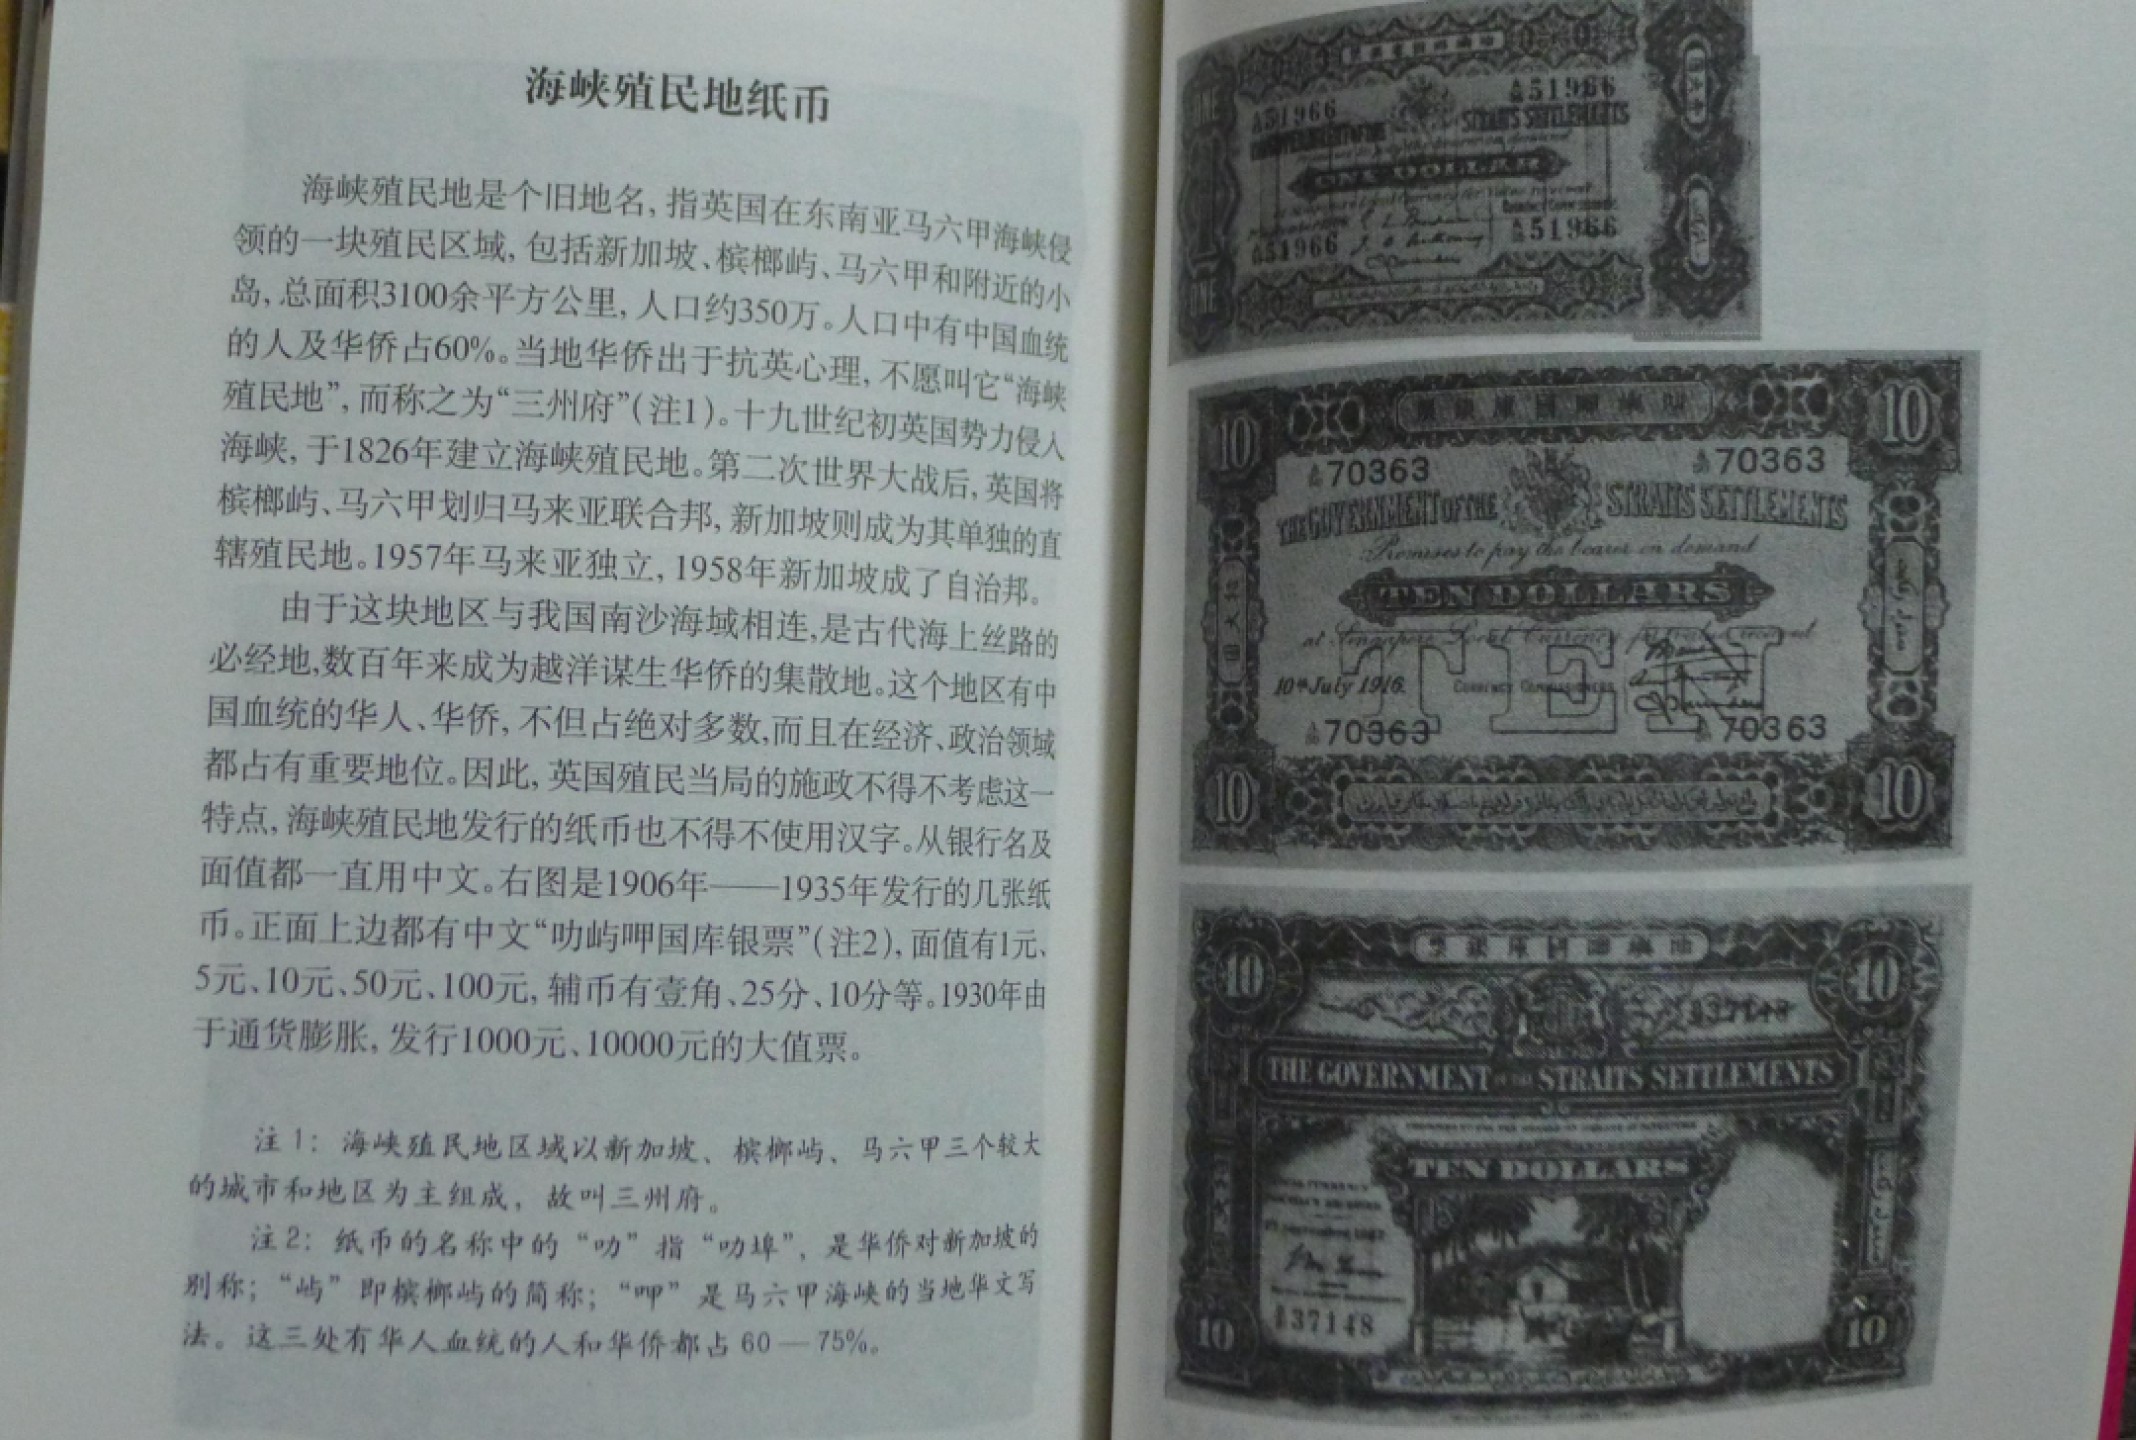 海峡殖民地纸币
海峡殖民地是个旧地名，指英国在东南亚马六甲海峡侵
领的一块殖民区域，包括新加坡、槟榔屿、马六甲和附近的小
岛，总面积3100余平方公里，人口约350万。人口中有中国血统
的人及华侨占60%。当地华侨出于抗英心理，不愿叫它“海峡
殖民地”，而称之为“三州府”（注1）。十九世纪初英国势力侵入
海峡，于1826年建立海峡殖民地。第二次世界大战后，英国将
槟榔屿、马六甲划归马来亚联合邦，新加坡则成为其单独的直
辖殖民地。1957年马来亚独立，1958年新加坡成了自治邦。
由于这块地区与我国南沙海域相连，是古代海上丝路的
必经地，数百年来成为越洋谋生华侨的集散地。这个地区有中
国血统的华人、华侨，不但占绝对多数，而且在经济、政治领域
都占有重要地位。因此，英国殖民当局的施政不得不考虑这一
特点，海峡殖民地发行的纸币也不得不使用汉字。从银行名及
面值都一直用中文。右图是1906年——1935年发行的几张纸
币。正面上边都有中文“叻屿呷国库银票”（注2），面值有1元、
5元、10元、50元、100元，辅币有壹角、25分、10分等。1930年由
于通货膨胀，发行1000元、10000元的大值票。
注1：海峡殖民地区域以新加坡、槟榔屿、马六甲三个较大
的城市和地区为主组成，故叫三州府。
注2：纸币的名称中的“叻”指“叻埠”，是华侨对新加坡的
别称；“屿”即槟榔屿的简称；“呷”是马六甲海峡的当地华文写
法。这三处有华人血统的人和华侨都占60—75%。
51966 51966
STRAITS SETTLEMENTS
ONE DOLLAR
51966 51966
10 10
70363 70363
THE GOVERNMENT OF THE STRAITS SETTLEMENTS
Promises to pay the bearer on demand
TEN DOLLARS
at Singapore Local Currency for value received
TEN
10th July 1916. CURRENCY COMMISSIONERS
70363 70363
10 10
票銀庫國呷嶼叻
10 10
37148
THE GOVERNMENT OF THE STRAITS SETTLEMENTS
TEN DOLLARS
37148
10 10